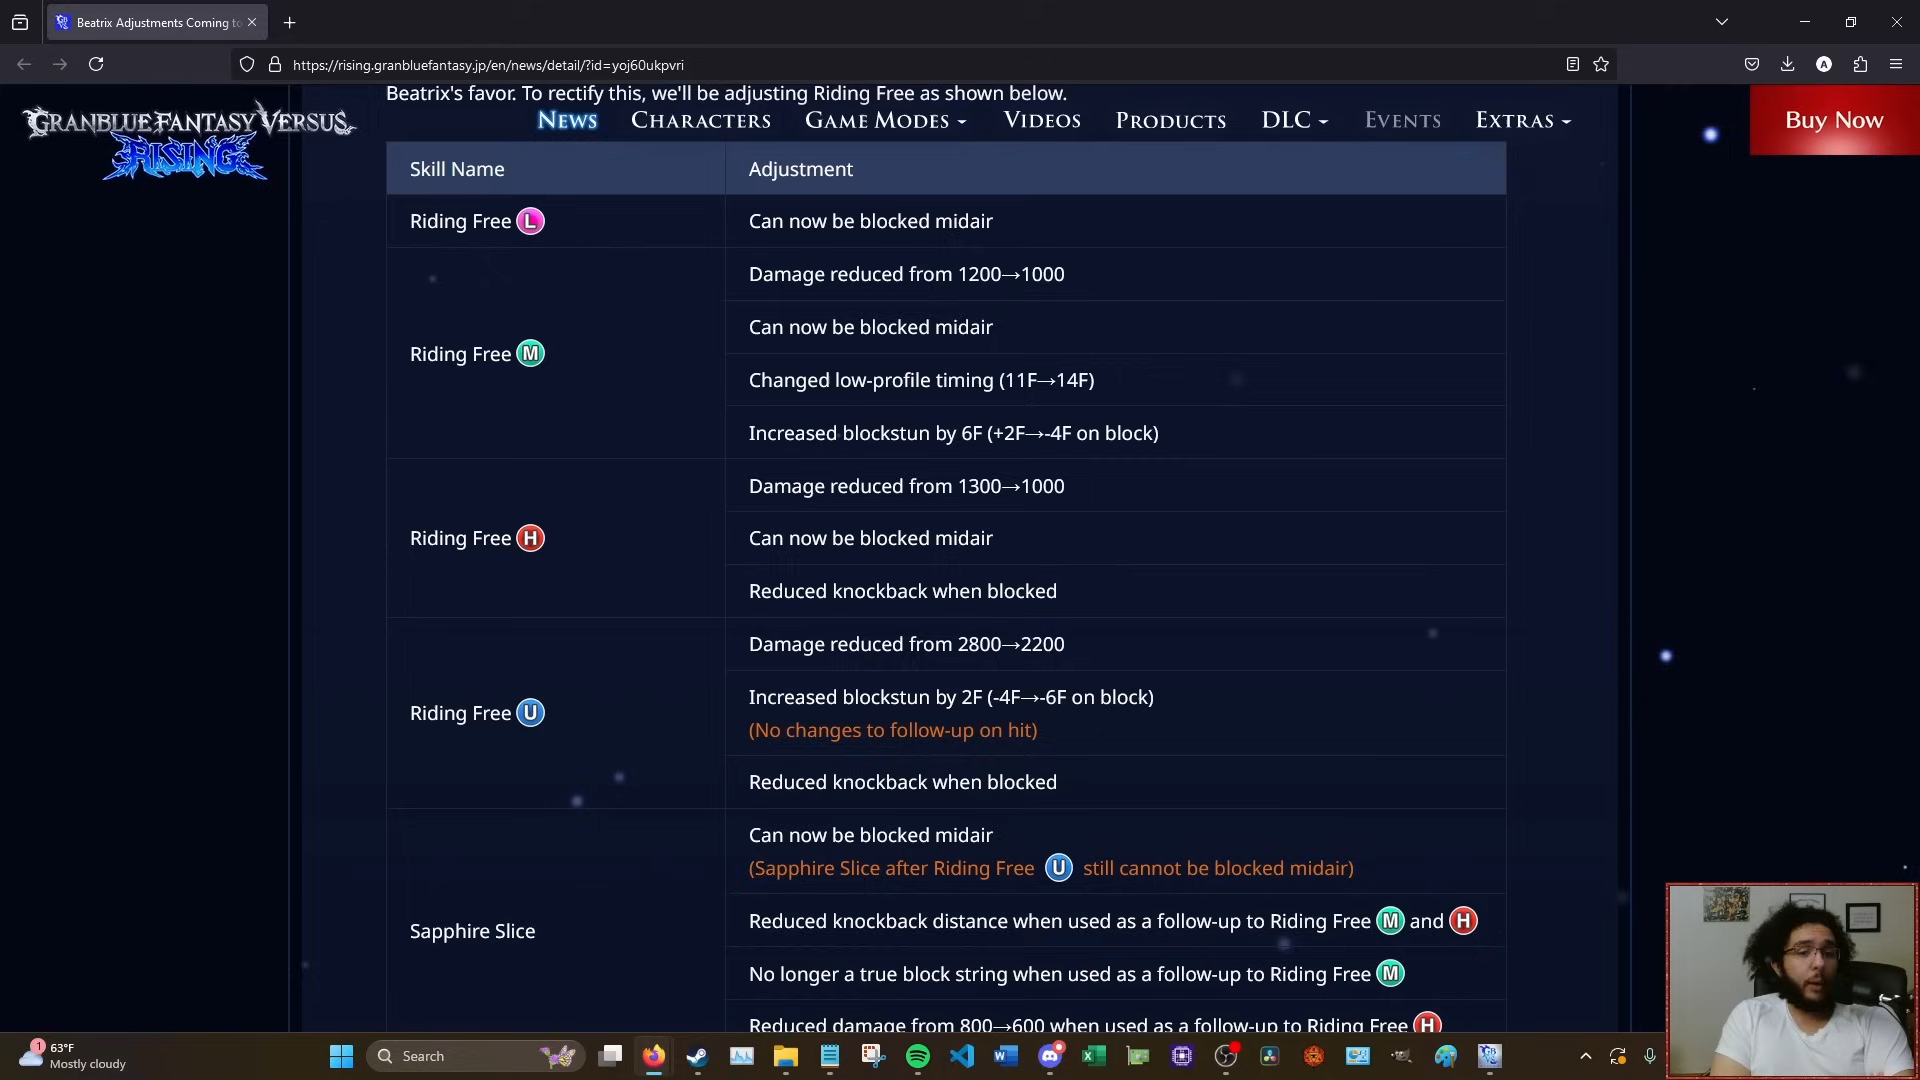 Beatrix Adjustments Coming to
https://rising.granbluefantasy.jp/en/news/detail/?id=yoj60ukpvri
Beatrix's favor. To rectify this, we'll be adjusting Riding Free as shown below.
GRANBLUE FANTASY VERSUS
RISING
NEWS
CHARACTERS
GAME MODES
VIDEOS
PRODUCTS
DLC
EVENTS
EXTRAS
Buy Now
Skill Name Adjustment
Riding Free L Can now be blocked midair
Riding Free M
Damage reduced from 1200→1000
Can now be blocked midair
Changed low-profile timing (11F→14F)
Increased blockstun by 6F (+2F→-4F on block)
Riding Free H
Damage reduced from 1300→1000
Can now be blocked midair
Reduced knockback when blocked
Riding Free U
Damage reduced from 2800→2200
Increased blockstun by 2F (-4F→-6F on block)
(No changes to follow-up on hit)
Reduced knockback when blocked
Sapphire Slice
Can now be blocked midair
(Sapphire Slice after Riding Free U still cannot be blocked midair)
Reduced knockback distance when used as a follow-up to Riding Free M and H
No longer a true block string when used as a follow-up to Riding Free M
Reduced damage from 800→600 when used as a follow-up to Riding Free H
1
63°F
Mostly cloudy
Search